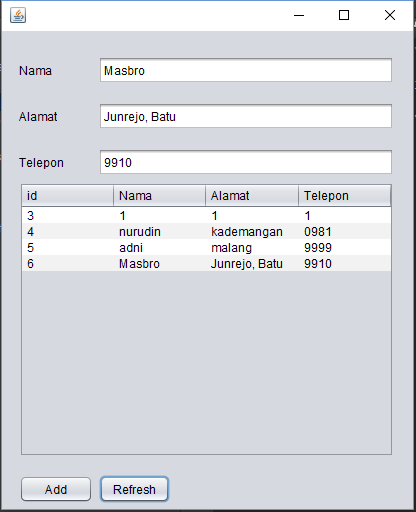 Nama Masbro
Alamat Junrejo, Batu
Telepon 9910
id Nama Alamat Telepon
3 1 1 1
4 nurudin kademangan 0981
5 adni malang 9999
6 Masbro Junrejo, Batu 9910
Add Refresh